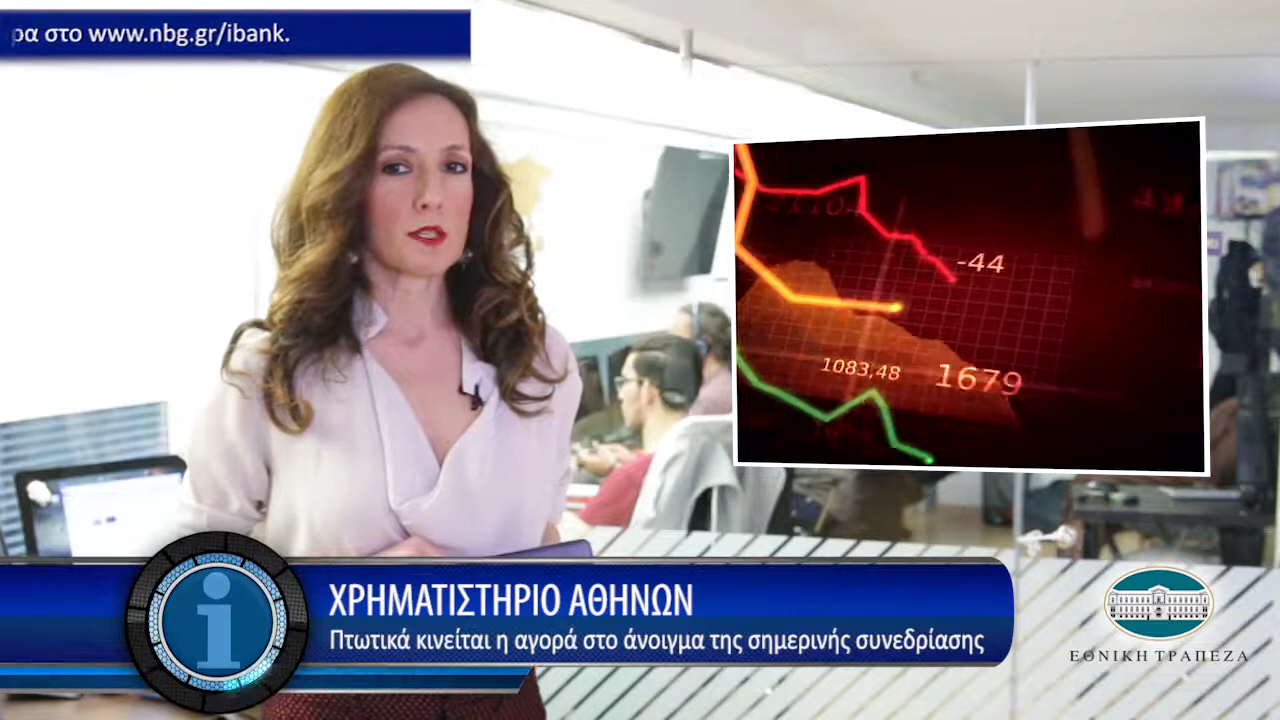 ρα στο www.nbg.gr/ibank.
-44
1083,48
1679
ΧΡΗΜΑΤΙΣΤΗΡΙΟ ΑΘΗΝΩΝ
Πτωτικά κινείται η αγορά στο άνοιγμα της σημερινής συνεδρίασης
ΕΘΝΙΚΗ ΤΡΑΠΕΖΑ